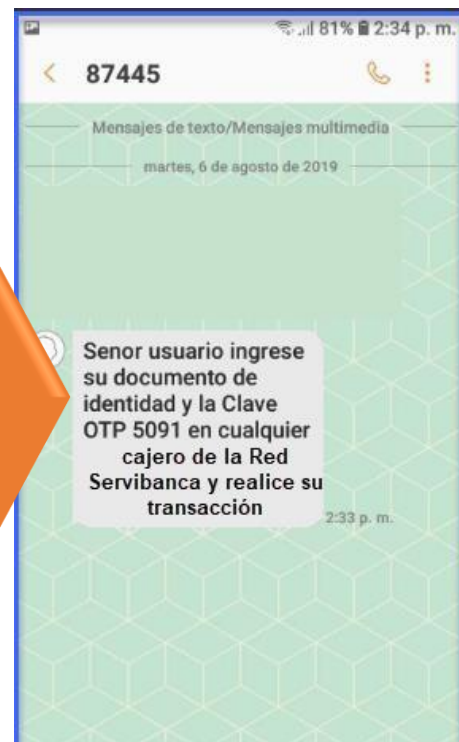 81% 2:34 p. m.
87445
Mensajes de texto/Mensajes multimedia
martes, 6 de agosto de 2019
Senor usuario ingrese
su documento de
identidad y la Clave
OTP 5091 en cualquier
cajero de la Red
Servibanca y realice su
transacción
2:33 p. m.